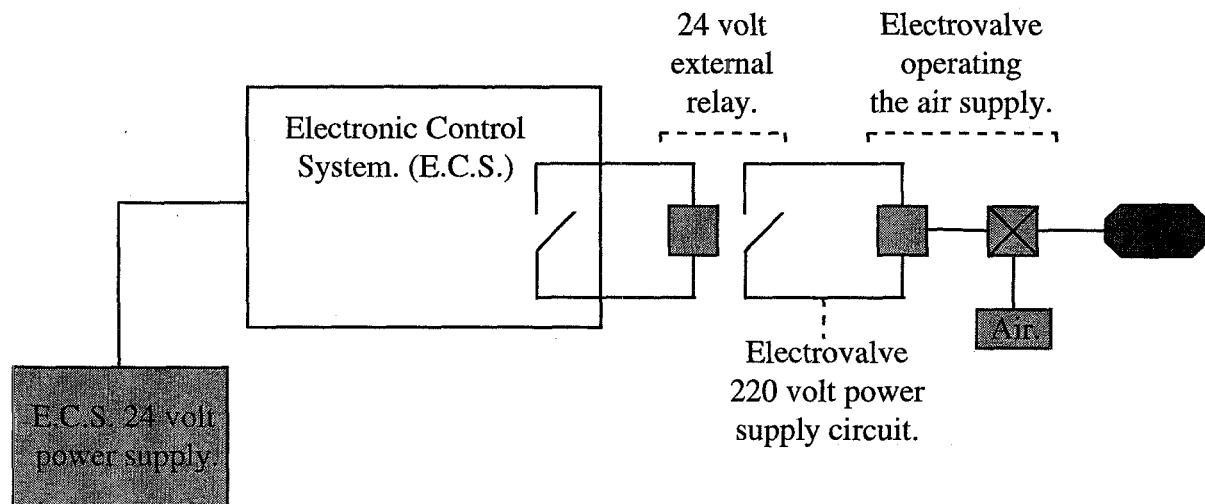 24 volt
external
relay.
Electrovalve
operating
the air supply.
Electronic Control
System. (E.C.S.)
Air.
Electrovalve
220 volt power
supply circuit.
E.C.S. 24 volt
power supply.